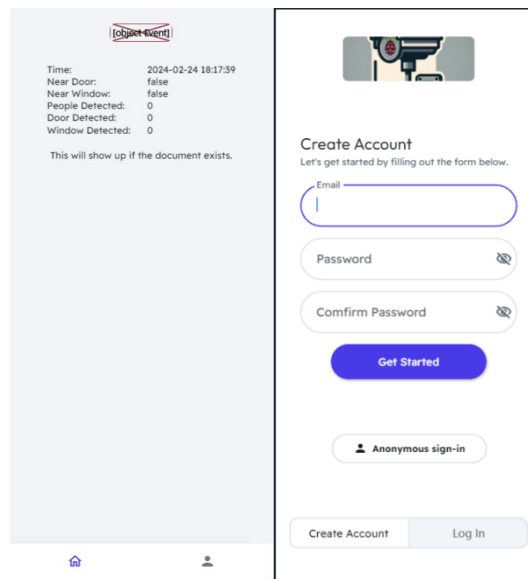 [object Event]
Time: 2024-02-24 18:17:39
Near Door: false
Near Window: false
People Detected: 0
Door Detected: 0
Window Detected: 0
This will show up if the document exists.
Create Account
Let's get started by filling out the form below.
Email
Password
Comfirm Password
Get Started
Anonymous sign-in
Create Account
Log In